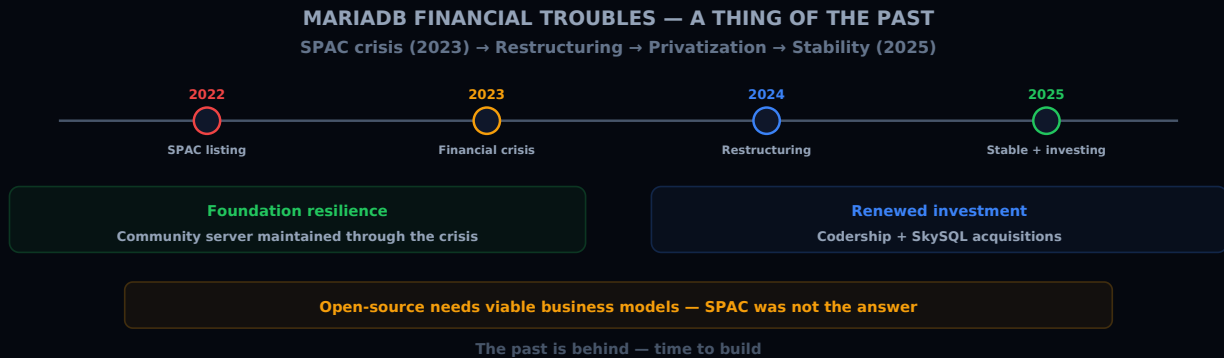 MARIADB FINANCIAL TROUBLES — A THING OF THE PAST
SPAC crisis (2023) → Restructuring → Privatization → Stability (2025)
2022 2023 2024 2025
SPAC listing Financial crisis Restructuring Stable + investing
Foundation resilience
Community server maintained through the crisis
Renewed investment
Codership + SkySQL acquisitions
Open-source needs viable business models — SPAC was not the answer
The past is behind — time to build